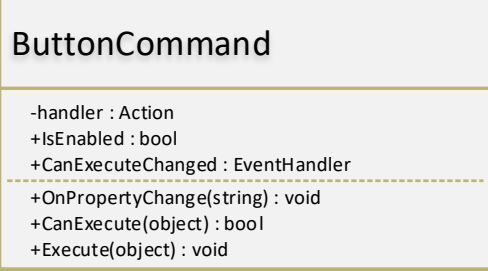 ButtonCommand
-handler : Action
+IsEnabled : bool
+CanExecuteChanged : EventHandler
+OnPropertyChange(string) : void
+CanExecute(object) : bool
+Execute(object) : void